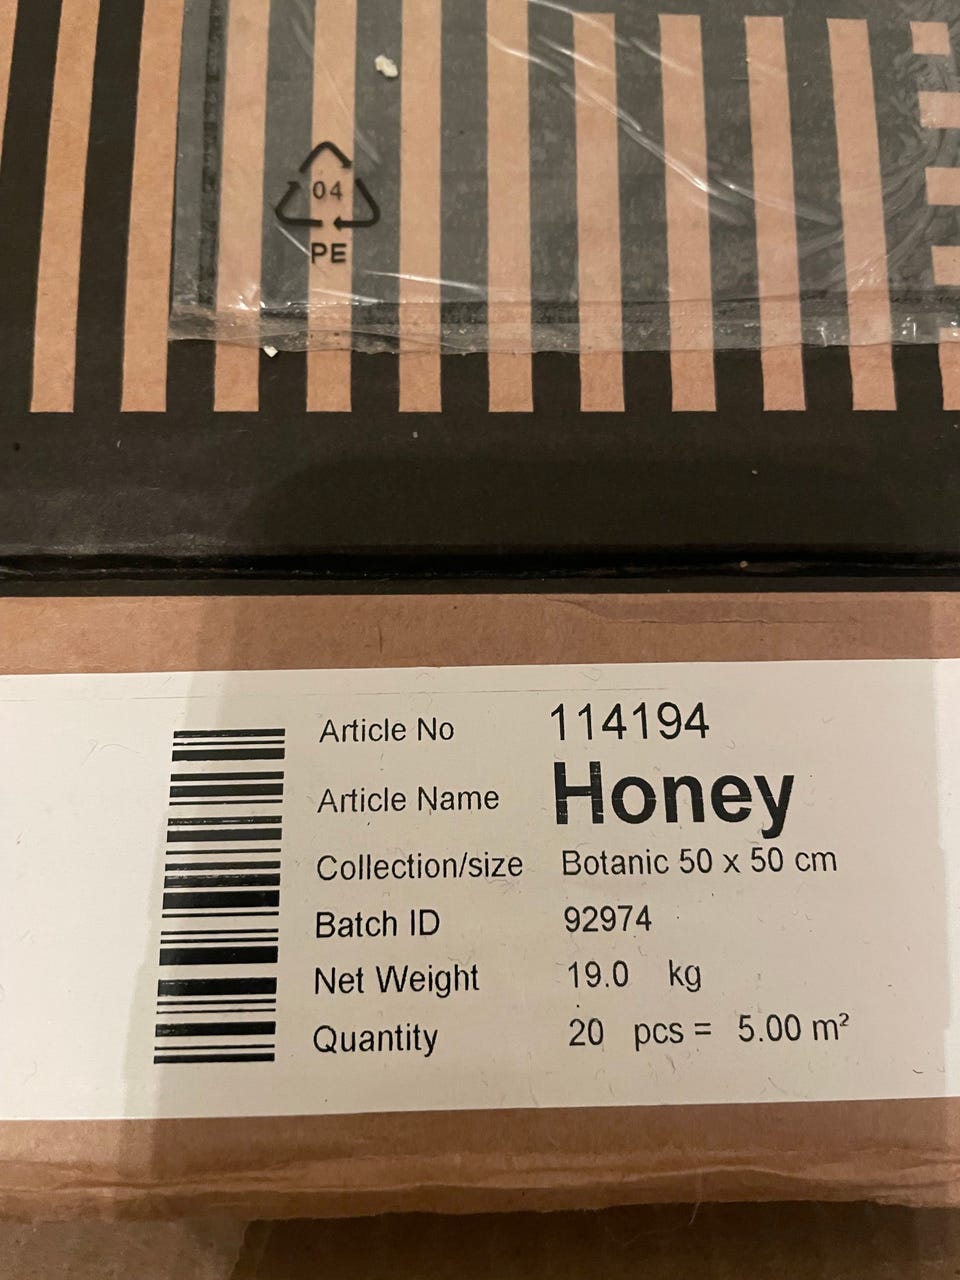 04
PE
Article No 114194
Article Name Honey
Collection/size Botanic 50 x 50 cm
Batch ID 92974
Net Weight 19.0 kg
Quantity 20 pcs = 5.00 m²